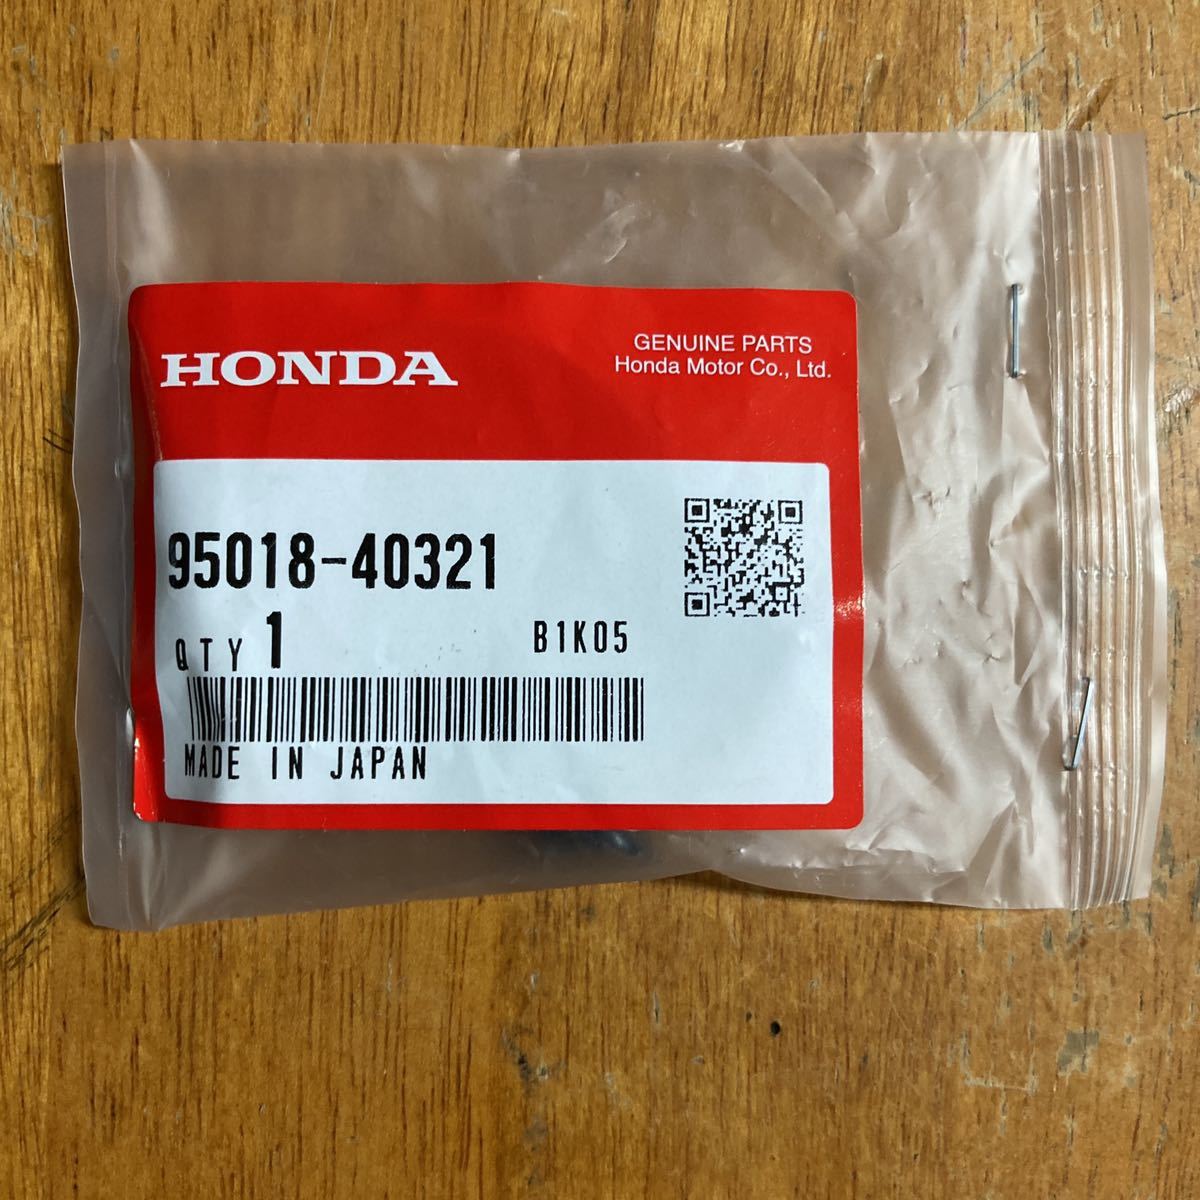 HONDA
GENUINE PARTS
Honda Motor Co., Ltd.
95018-40321
QTY 1
B1K05
MADE IN JAPAN